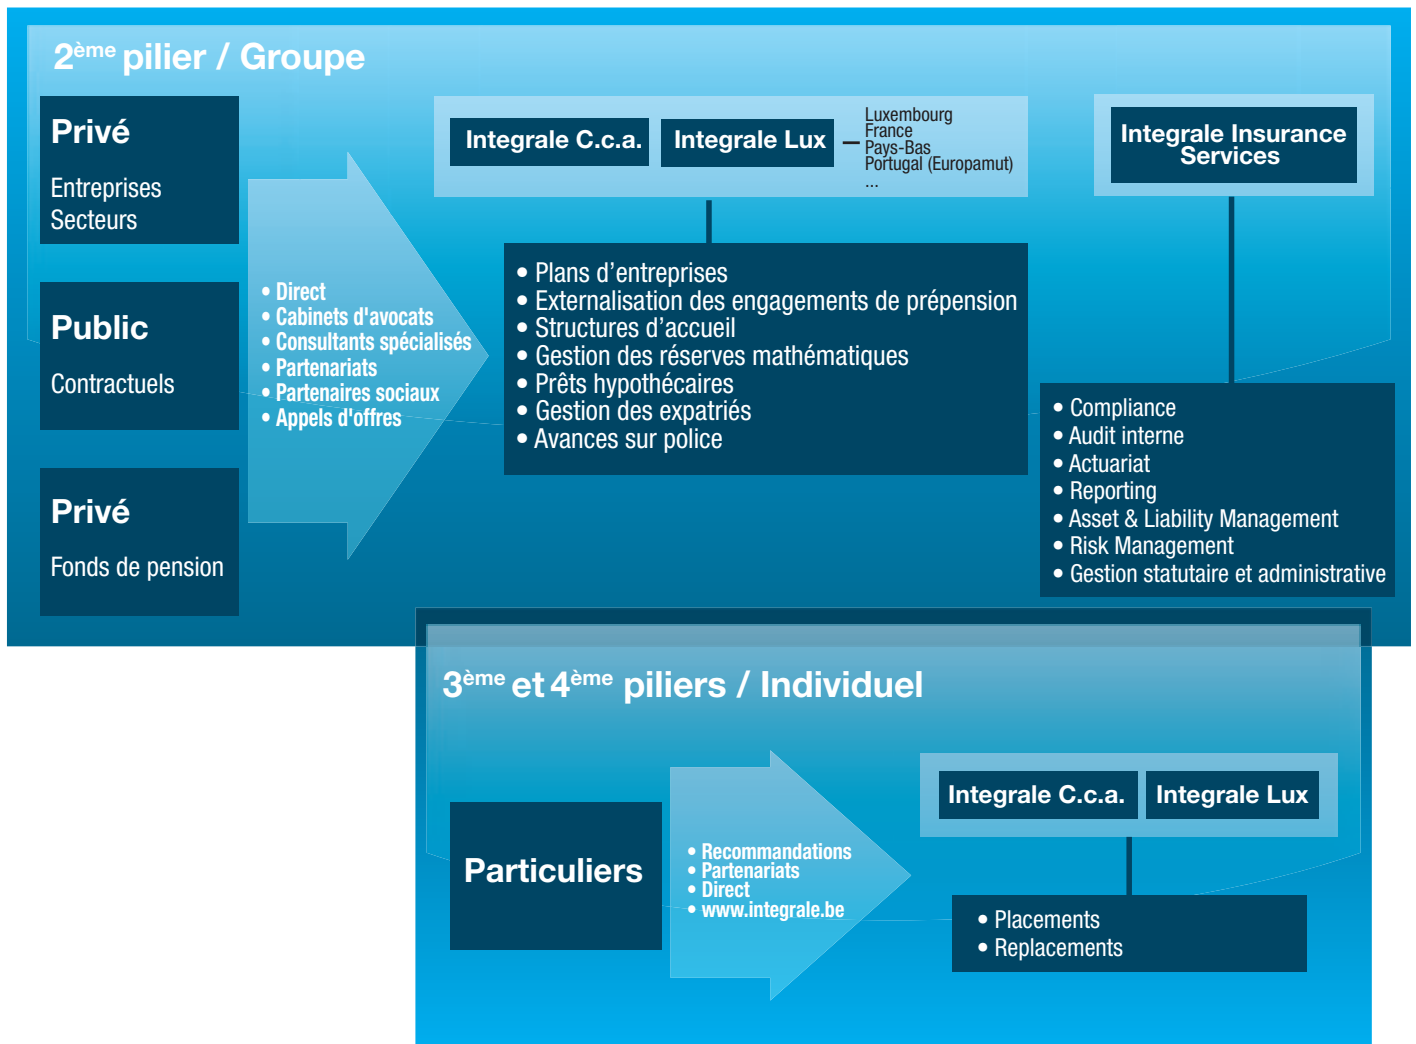 2ème pilier / Groupe
Privé
Entreprises
Secteurs
Public
Contractuels
Privé
Fonds de pension
• Direct
• Cabinets d'avocats
• Consultants spécialisés
• Partenariats
• Partenaires sociaux
• Appels d'offres
Integrale C.c.a.
Integrale Lux
Luxembourg
France
Pays-Bas
Portugal (Europamut)
...
• Plans d’entreprises
• Externalisation des engagements de prépension
• Structures d’accueil
• Gestion des réserves mathématiques
• Prêts hypothécaires
• Gestion des expatriés
• Avances sur police
Integrale Insurance
Services
• Compliance
• Audit interne
• Actuariat
• Reporting
• Asset & Liability Management
• Risk Management
• Gestion statutaire et administrative
3ème et 4ème piliers / Individuel
Particuliers
• Recommandations
• Partenariats
• Direct
• www.integrale.be
Integrale C.c.a.
Integrale Lux
• Placements
• Replacements